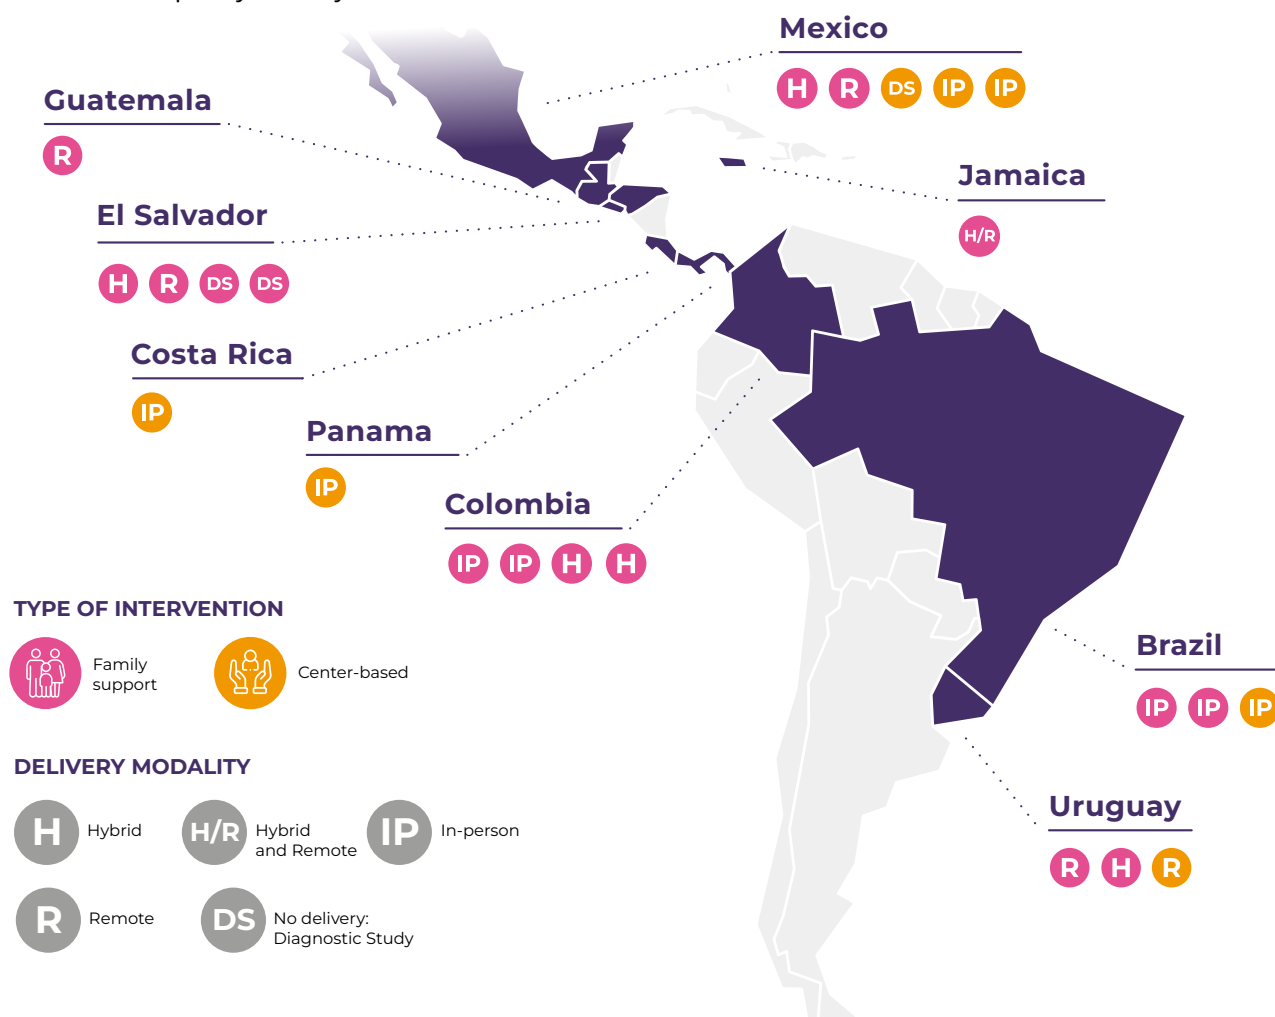 Mexico
H R DS IP IP
Guatemala
R
Jamaica
H/R
El Salvador
H R DS DS
Costa Rica
IP
Panama
IP
Colombia
IP IP H H
TYPE OF INTERVENTION
Family
support
Center-based
Brazil
IP IP IP
DELIVERY MODALITY
H Hybrid
H/R Hybrid
and Remote
IP In-person
Uruguay
R H R
R Remote
DS No delivery:
Diagnostic Study